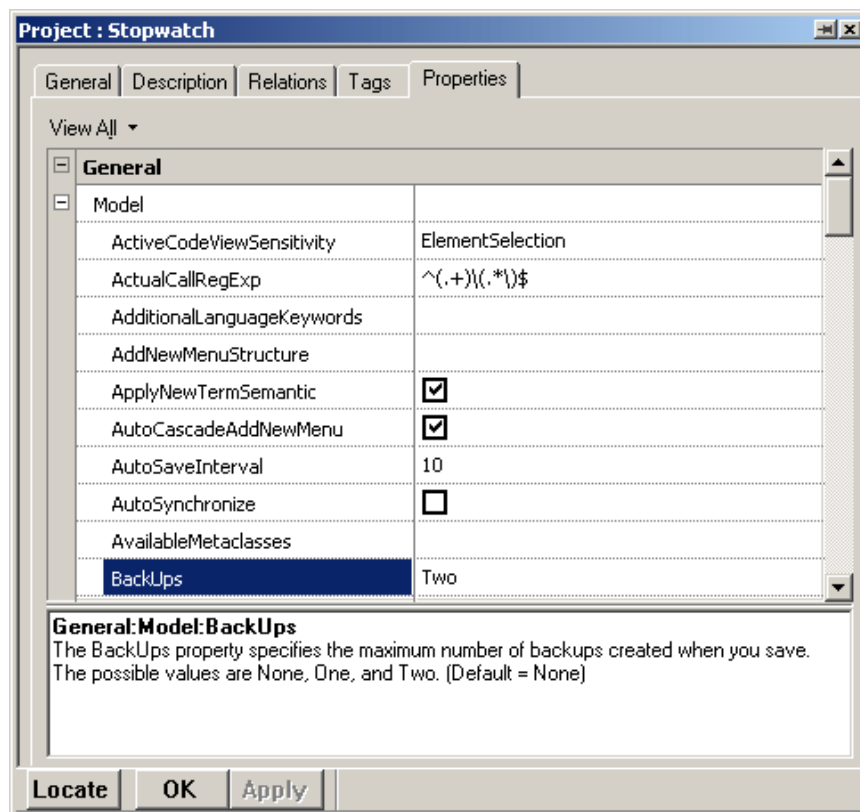 Project : Stopwatch
General Description Relations Tags Properties
View All
General
Model
ActiveCodeViewSensitivity ElementSelection
ActualCallRegExp ^(.+)\(.*\)$
AdditionalLanguageKeywords
AddNewMenuStructure
ApplyNewTermSemantic
AutoCascadeAddNewMenu
AutoSaveInterval 10
AutoSynchronize
AvailableMetaclasses
BackUps Two
General:Model:BackUps
The BackUps property specifies the maximum number of backups created when you save.
The possible values are None, One, and Two. (Default = None)
Locate OK Apply